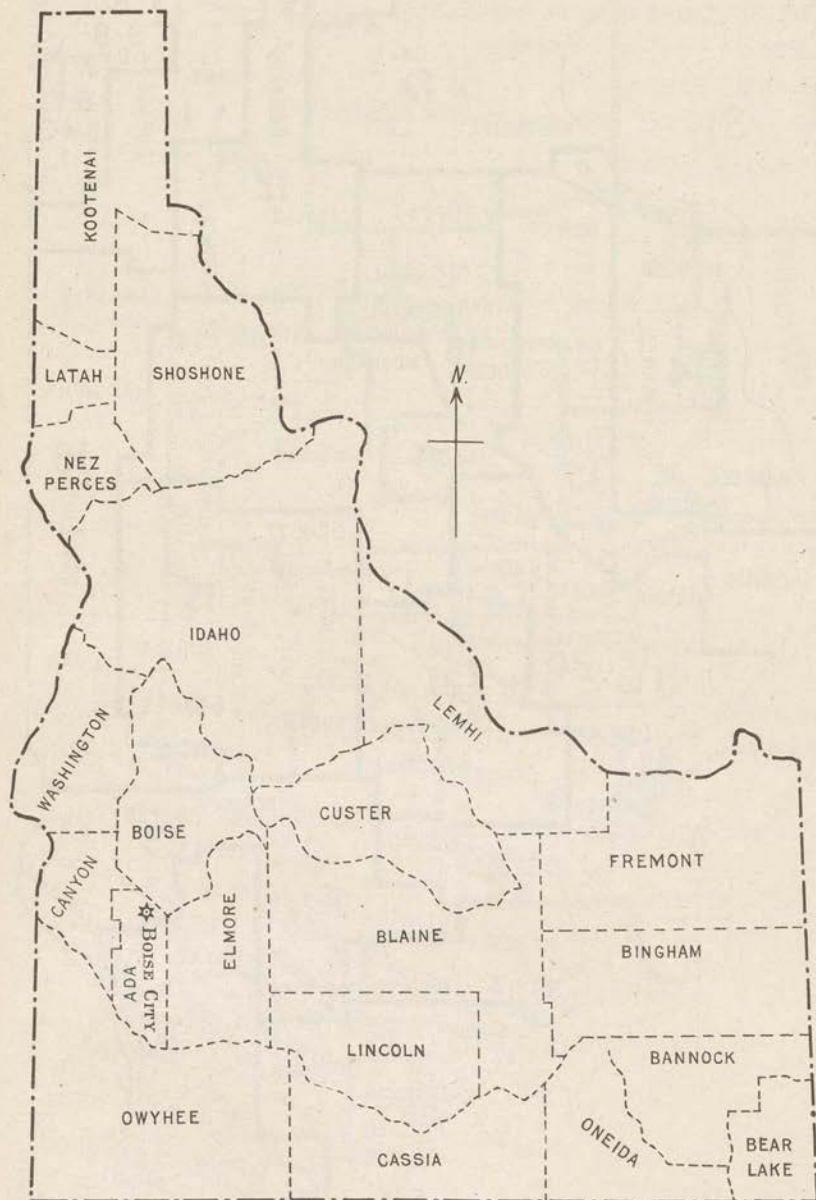 KOOTENAI
LATAH
SHOSHONE
N.
NEZ
PERCES
IDAHO
LEMHI
WASHINGTON
BOISE
CUSTER
CANYON
FREMONT
ELMORE
BLAINE
BINGHAM
ADA
BOISE CITY
LINCOLN
BANNOCK
OWYHEE
CASSIA
ONEIDA
BEAR
LAKE